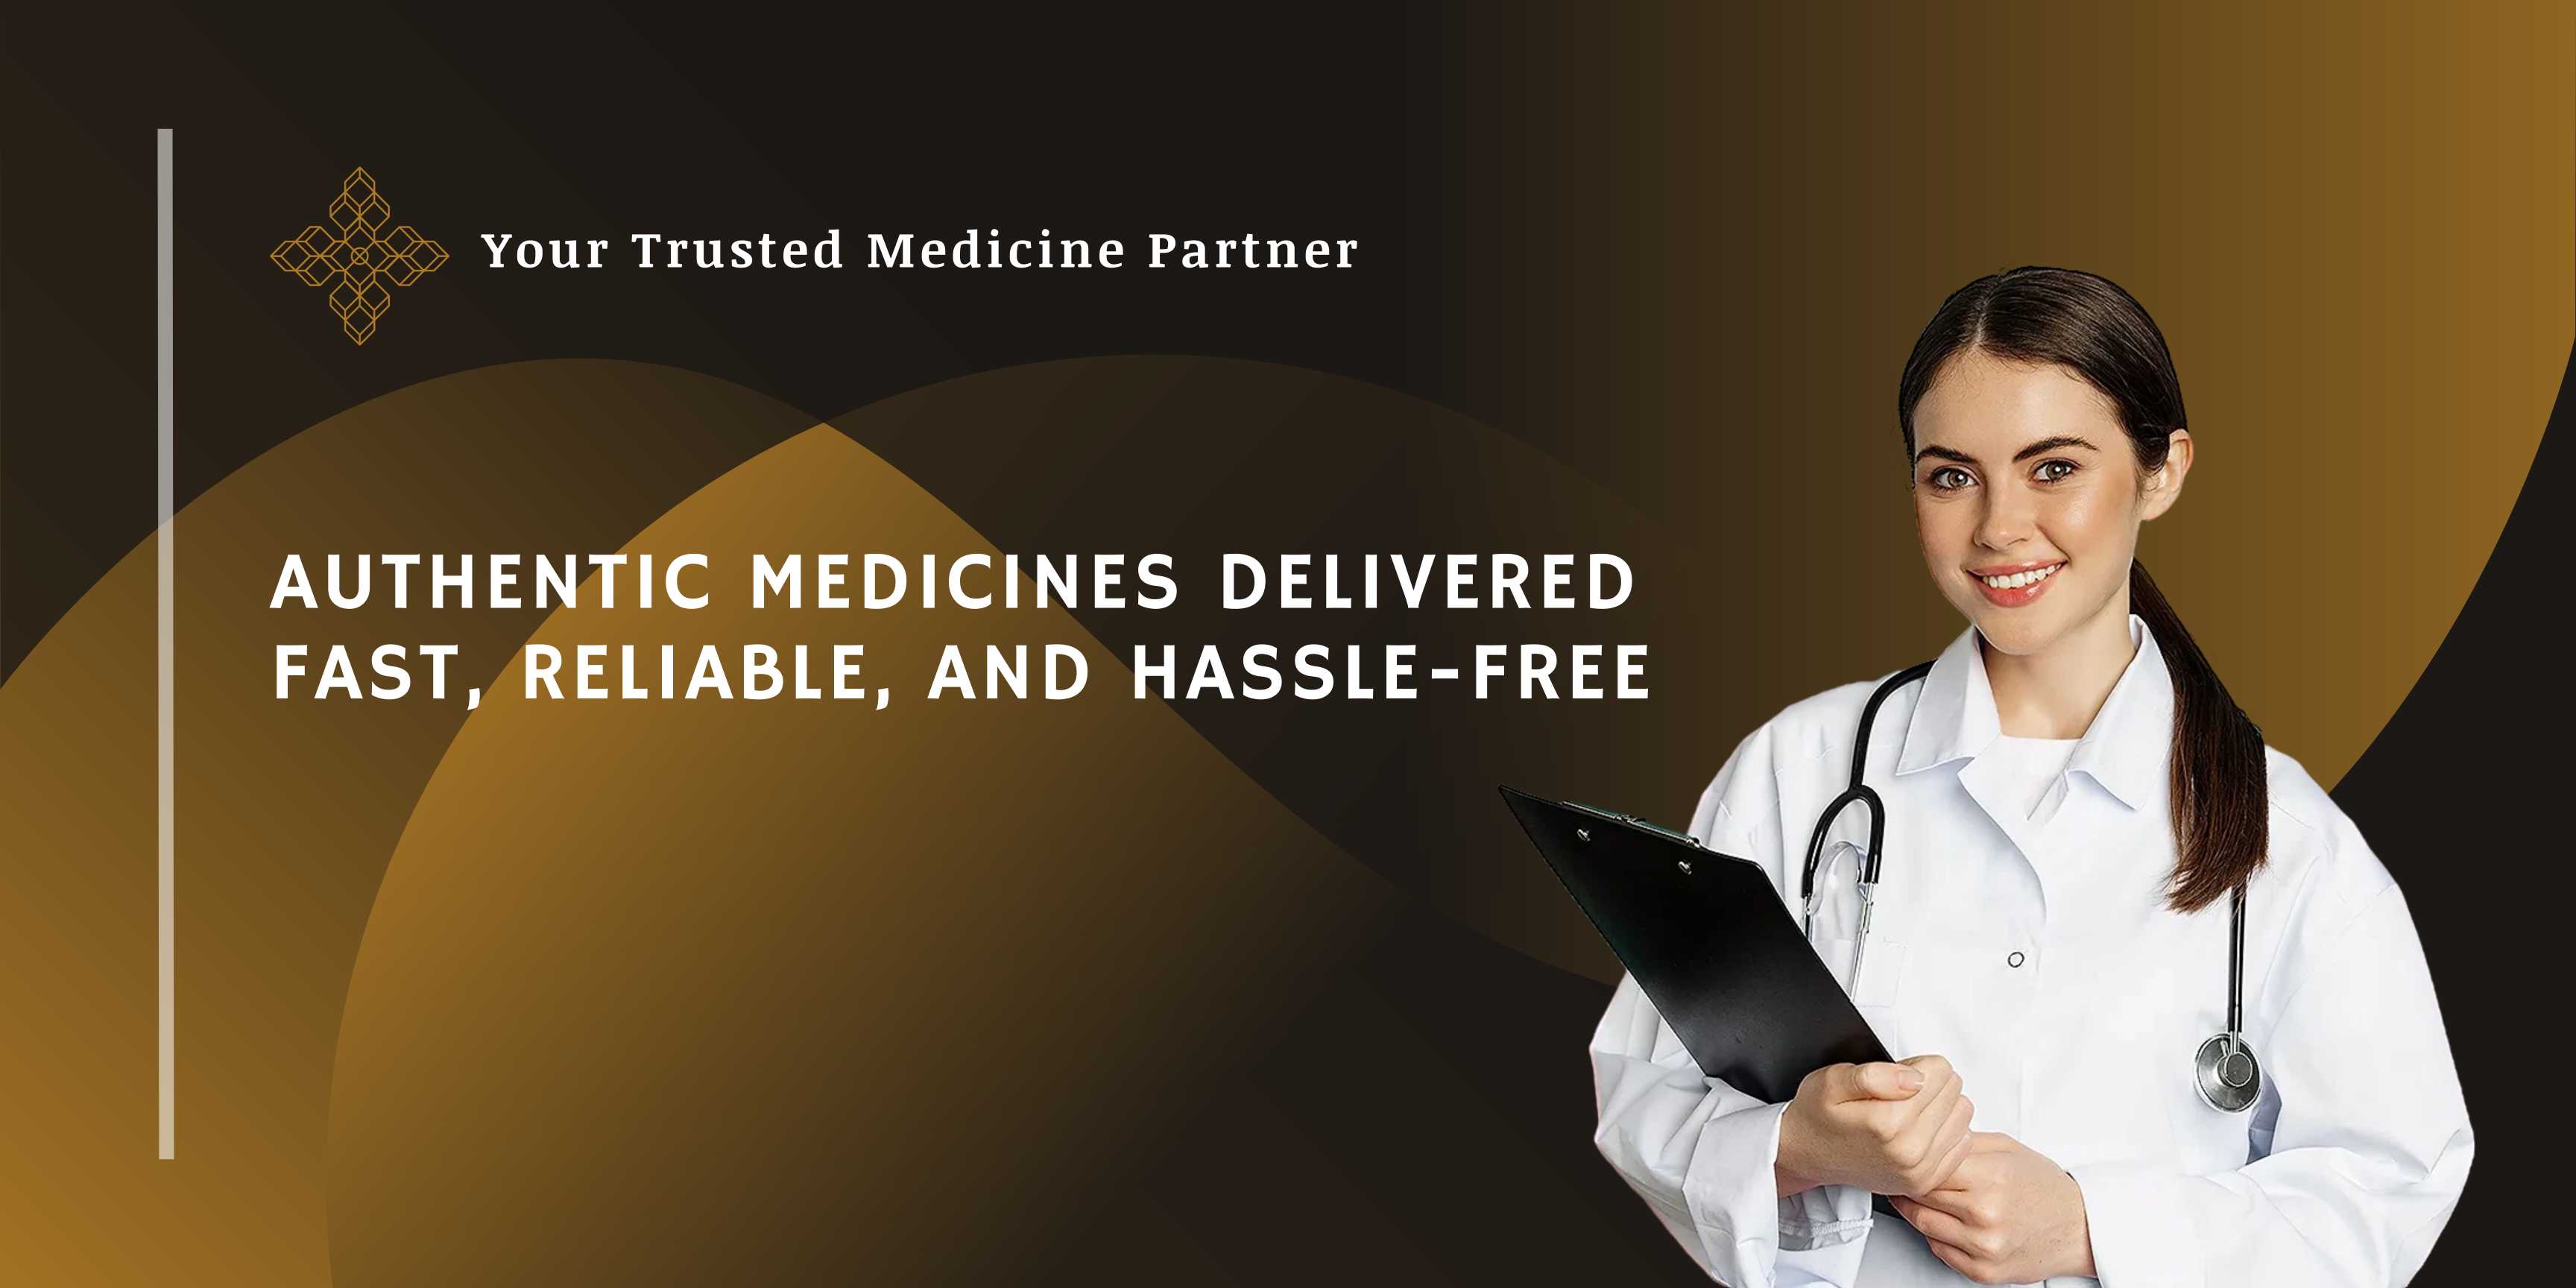 Your Trusted Medicine Partner
AUTHENTIC MEDICINES DELIVERED
FAST, RELIABLE, AND HASSLE-FREE